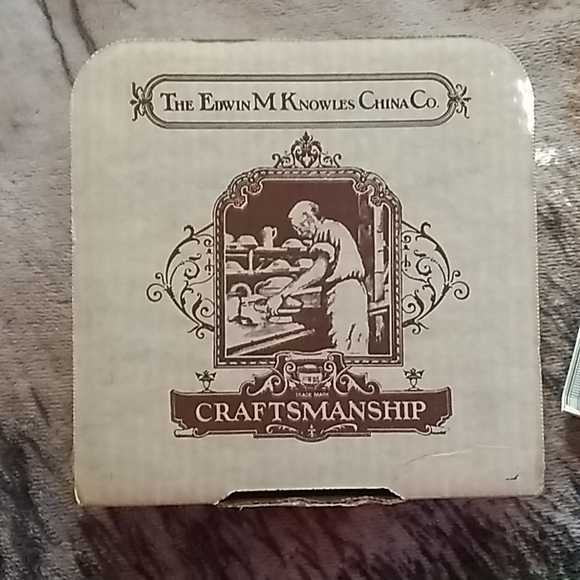 THE EDWIN M. KNOWLES CHINA CO.
TRADE MARK
CRAFTSMANSHIP